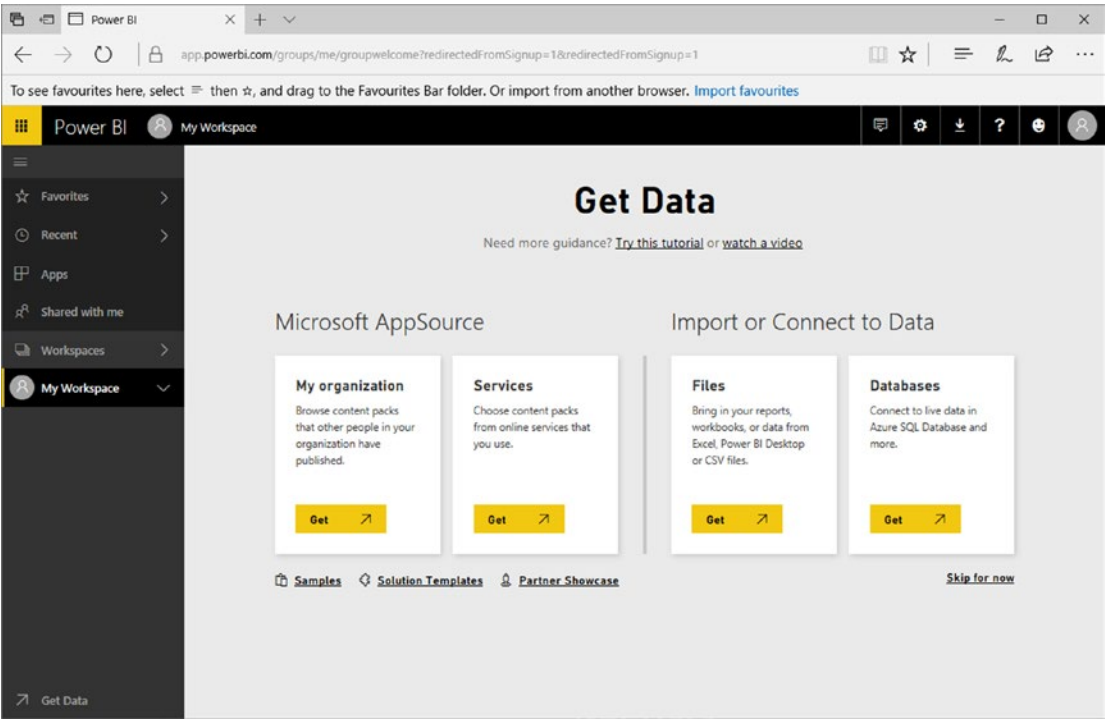 Power BI
app.powerbi.com/groups/me/groupwelcome?redirectedFromSignup=1&redirectedFromSignup=1
To see favourites here, select then ☆, and drag to the Favourites Bar folder. Or import from another browser. Import favourites
Power BI My Workspace
Favorites
Recent
Apps
Shared with me
Workspaces
My Workspace
Get Data
Get Data
Need more guidance? Try this tutorial or watch a video
Microsoft AppSource
My organization
Browse content packs
that other people in your
organization have
published.
Get
Services
Choose content packs
from online services that
you use.
Get
Samples Solution Templates Partner Showcase
Import or Connect to Data
Files
Bring in your reports,
workbooks, or data from
Excel, Power BI Desktop
or CSV files.
Get
Databases
Connect to live data in
Azure SQL Database and
more.
Get
Skip for now